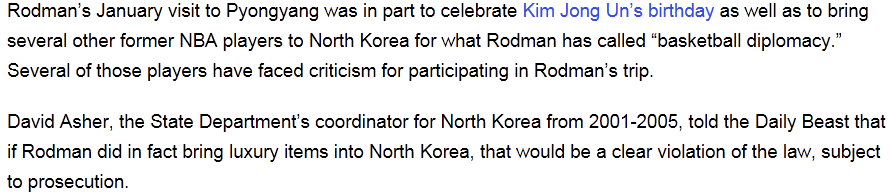 Rodman’s January visit to Pyongyang was in part to celebrate Kim Jong Un’s birthday as well as to bring
several other former NBA players to North Korea for what Rodman has called “basketball diplomacy.”
Several of those players have faced criticism for participating in Rodman’s trip.
David Asher, the State Department’s coordinator for North Korea from 2001-2005, told the Daily Beast that
if Rodman did in fact bring luxury items into North Korea, that would be a clear violation of the law, subject
to prosecution.